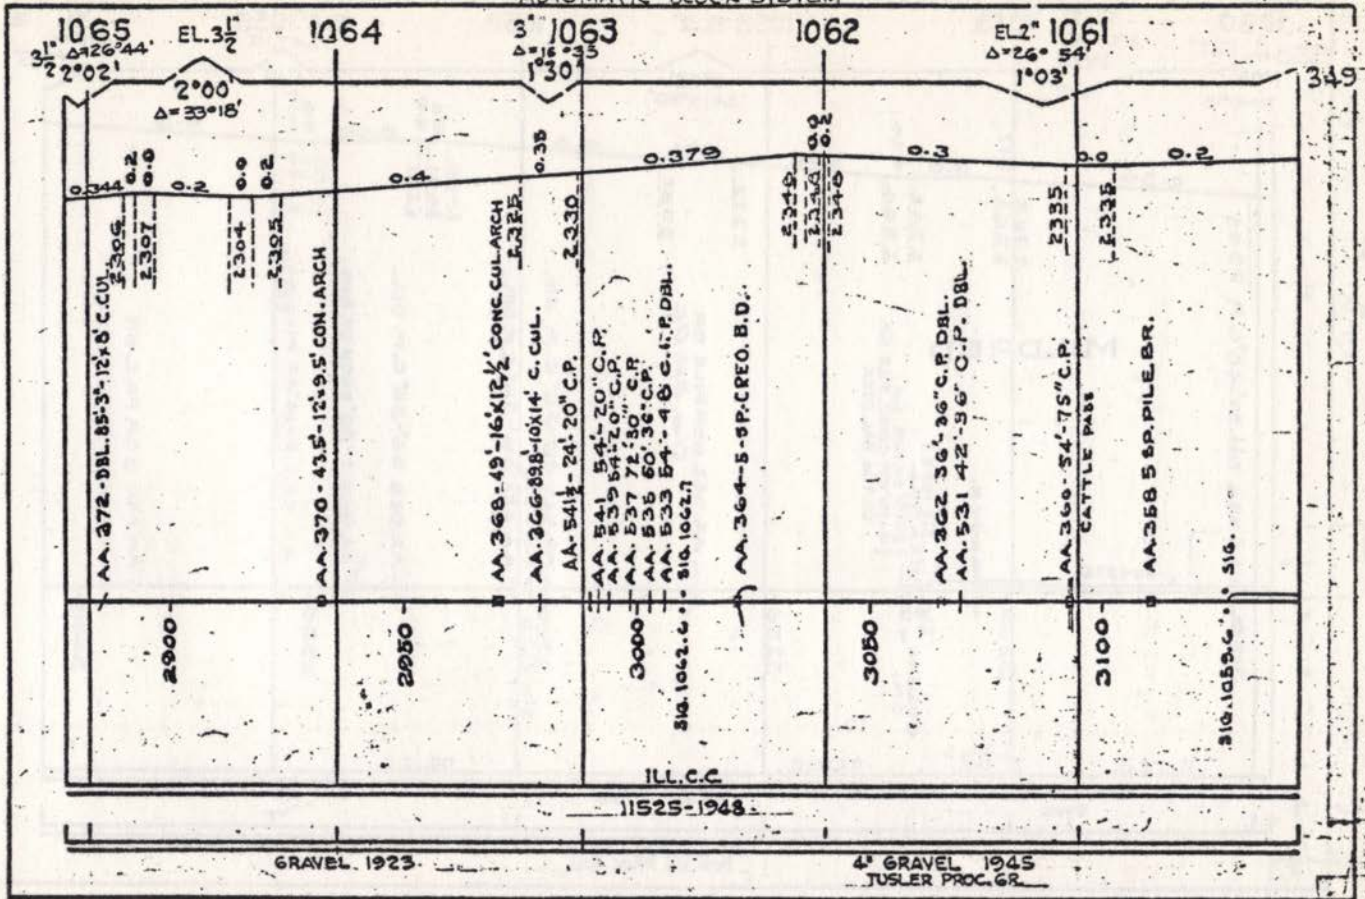 AUTOMATIC BLOCK SYSTEM
1065
EL. 3½"
1064
3"
1063
1062
EL. 2"
1061
3½" Δ=26°44'
Δ=16°33
Δ=26°54'
2°02'
2°00'
1°30'
1°03'
349
Δ=33°18'
0.344
0.2
0.0
0.2
0.0
0.2
0.4
0.38
0.379
0.0
0.2
0.3
0.0
0.2
2306
2307
2304
2305
2325
2330
2348
2348
2335
2335
AA. 372-DBL. 85'-3"-12'x8' C.CUL.
AA. 370-43.5-12'x9.5' CON. ARCH
AA. 368-49'-16'X12½' CONC. CUL. ARCH
AA. 366-89.8-10X14' C. CUL.
AA-541½-24'-20" C.P.
AA. 541 54'-20" C.P.
AA. 539 54'-20" C.P.
AA. 537 72' 30" C.P.
AA. 535 60' 36" C.P.
AA. 533 54'-48 C.I.P. DBL.
SIG. 1062.6
SIG. 1062.7
AA. 364-5-SP. CREO. B.D.
AA. 362 36'-36" C.P. DBL.
AA. 531 42'-36" C.P. DBL.
AA. 360-54'-75" C.P.
CATTLE PASS
AA. 358 5 SP. PILE BR.
SIG. 1059.6
SIG.
2900
2950
3000
3050
3100
ILL. C.C.
11525-1948
GRAVEL 1923
4" GRAVEL 1945
TUSLER PROC. GR.